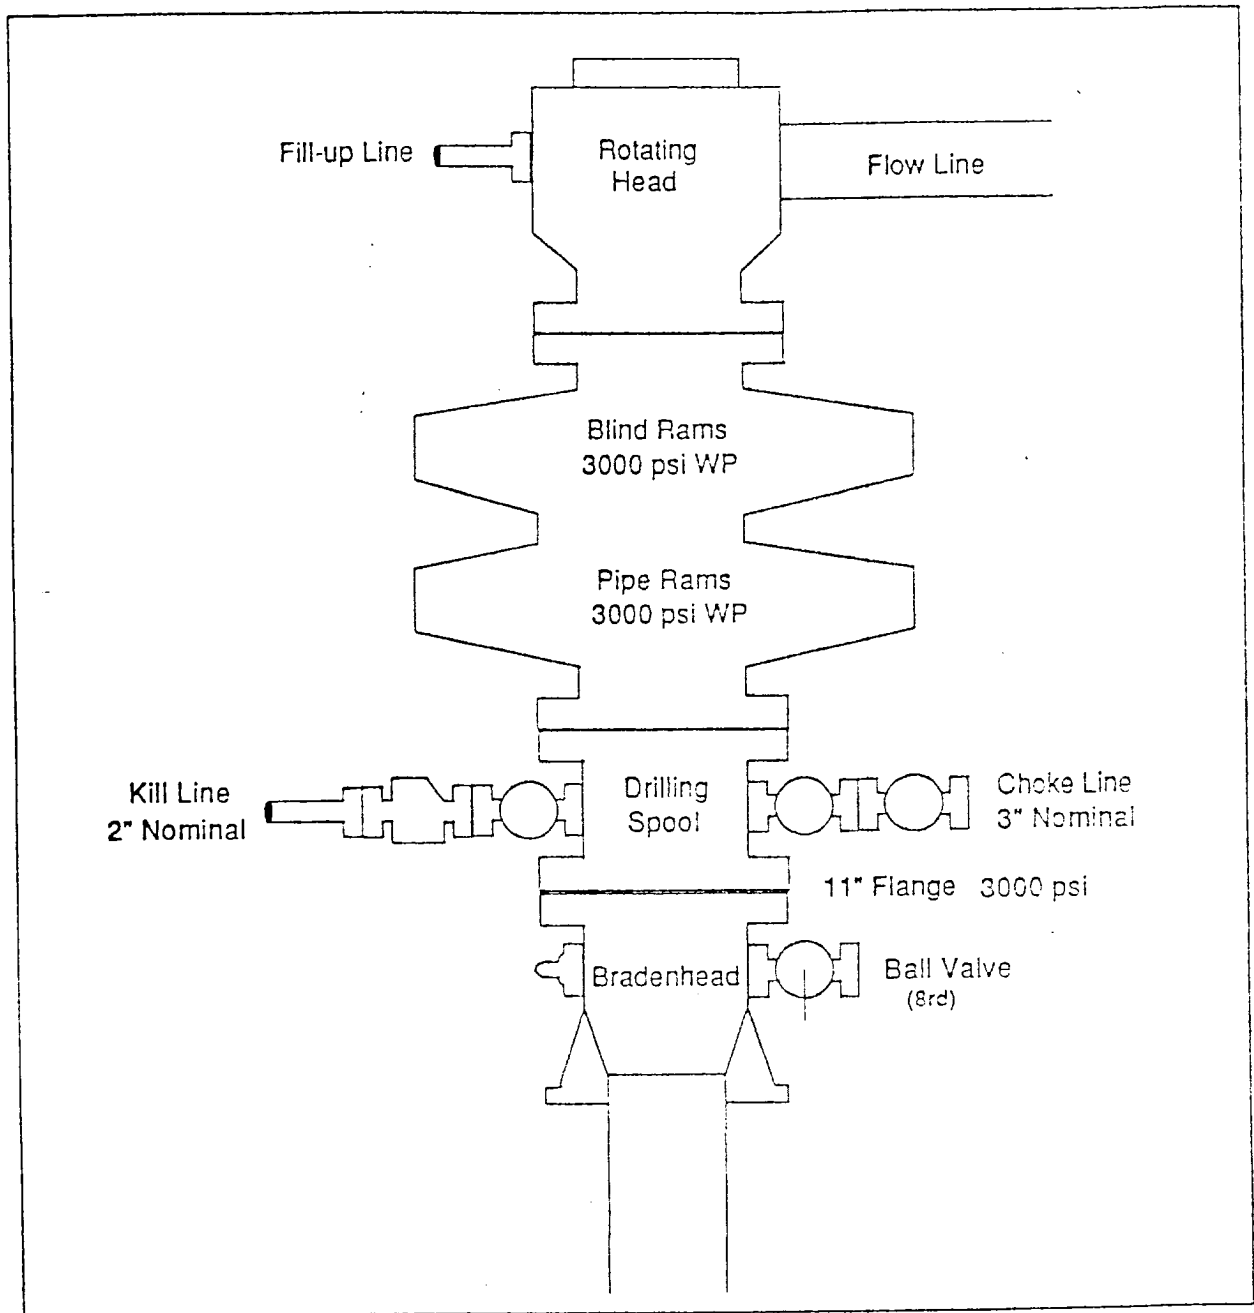 Fill-up Line
Rotating
Head
Flow Line
Blind Rams
3000 psi WP
Pipe Rams
3000 psi WP
Kill Line
2" Nominal
Drilling
Spool
Choke Line
3" Nominal
11" Flange 3000 psi
Bradenhead
Ball Valve
(8rd)